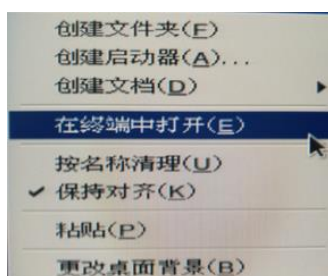 创建文件夹(F)
创建启动器(A)...
创建文档(D)
在终端中打开(E)
按名称清理(U)
保持对齐(K)
粘贴(P)
更改桌面背景(B)